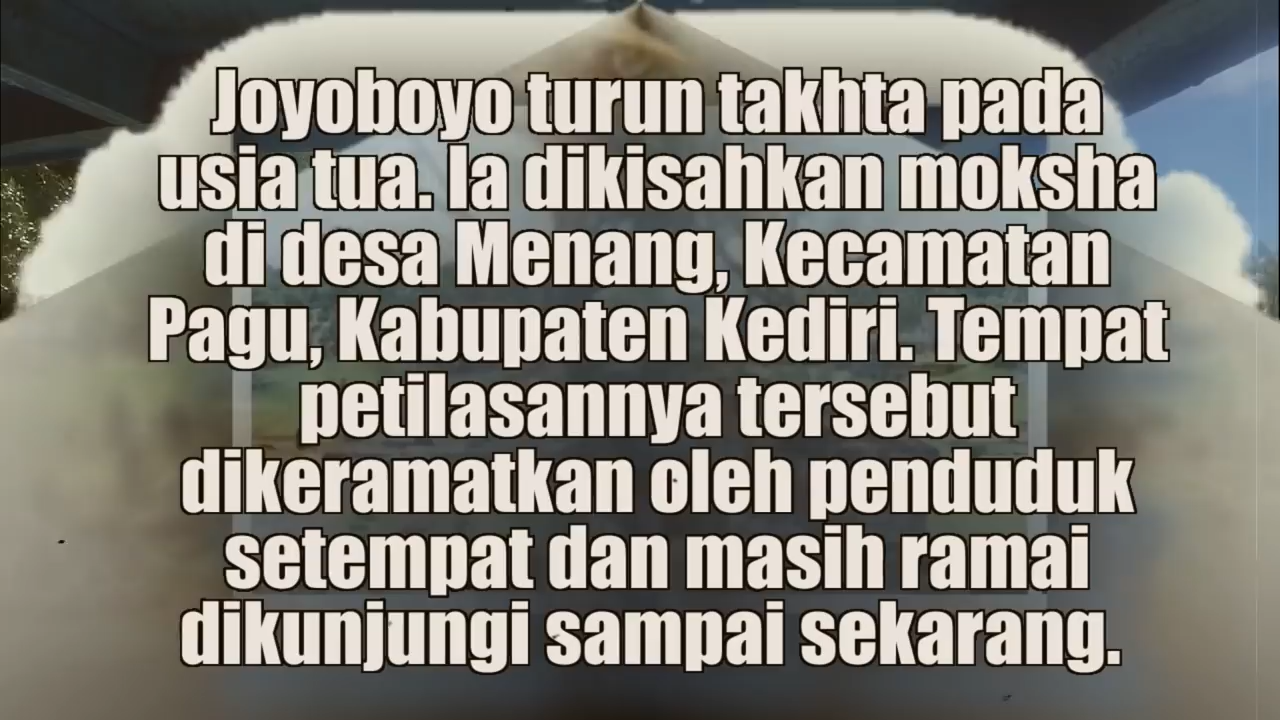 Joyoboyo turun takhta pada
usia tua. Ia dikisahkan moksha
di desa Menang, Kecamatan
Pagu, Kabupaten Kediri. Tempat
petilasannya tersebut
dikeramatkan oleh penduduk
setempat dan masih ramai
dikunjungi sampai sekarang.